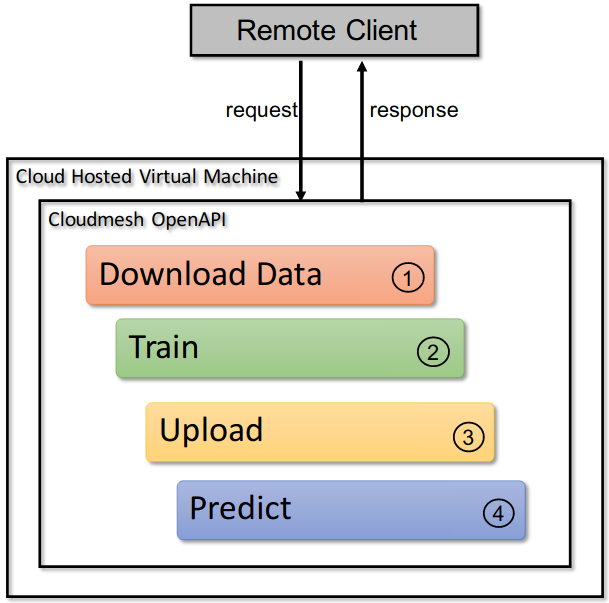 Remote Client
request
response
Cloud Hosted Virtual Machine
Cloudmesh OpenAPI
Download Data 1
Train 2
Upload 3
Predict 4